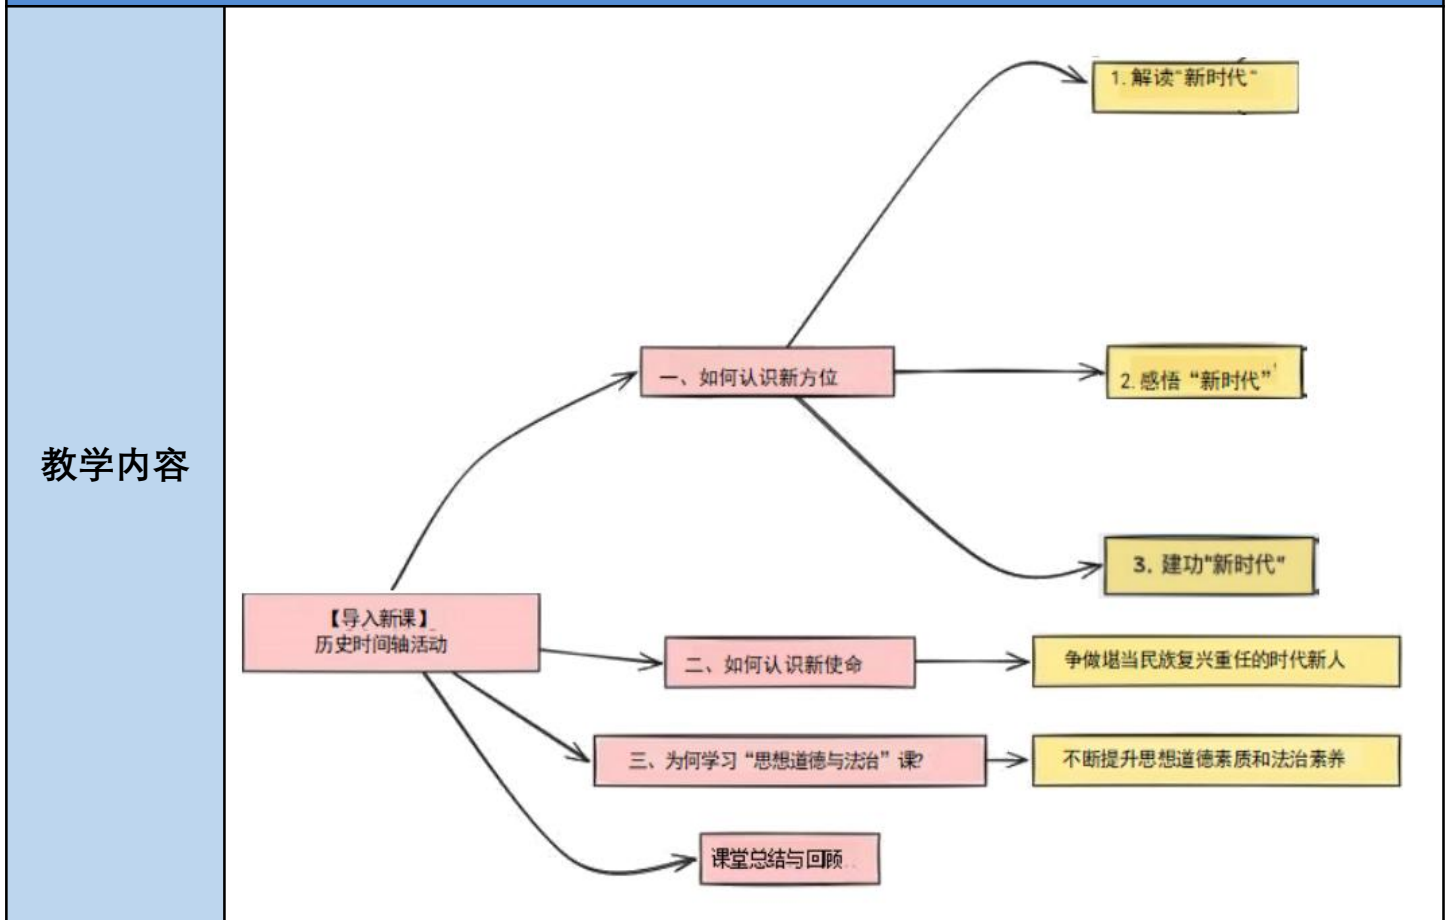 教学内容
1.解读"新时代"
一、如何认识新方位
2.感悟“新时代”
3. 建功"新时代"
【导入新课】
历史时间轴活动
二、如何认识新使命
争做堪当民族复兴重任的时代新人
三、为何学习“思想道德与法治”课?
不断提升思想道德素质和法治素养
课堂总结与回顾